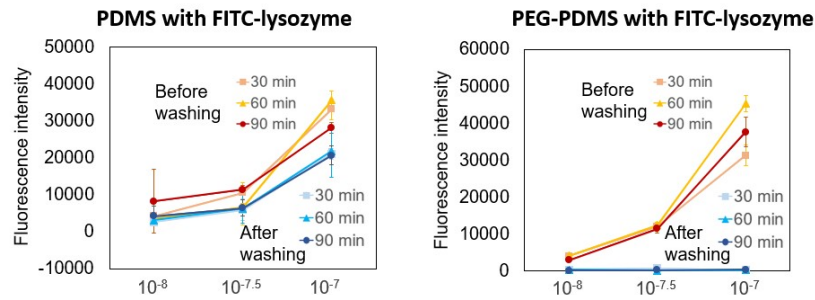 PDMS with FITC-lysozyme
50000
40000
30000
20000
10000
0
-10000
Fluorescence intensity
Before
washing
30 min
60 min
90 min
30 min
60 min
90 min
After
washing
10⁻⁸
10⁻⁷·⁵
10⁻⁷
PEG-PDMS with FITC-lysozyme
60000
50000
40000
30000
20000
10000
0
Fluorescence intensity
Before
washing
30 min
60 min
90 min
30 min
60 min
90 min
After
washing
10⁻⁸
10⁻⁷·⁵
10⁻⁷